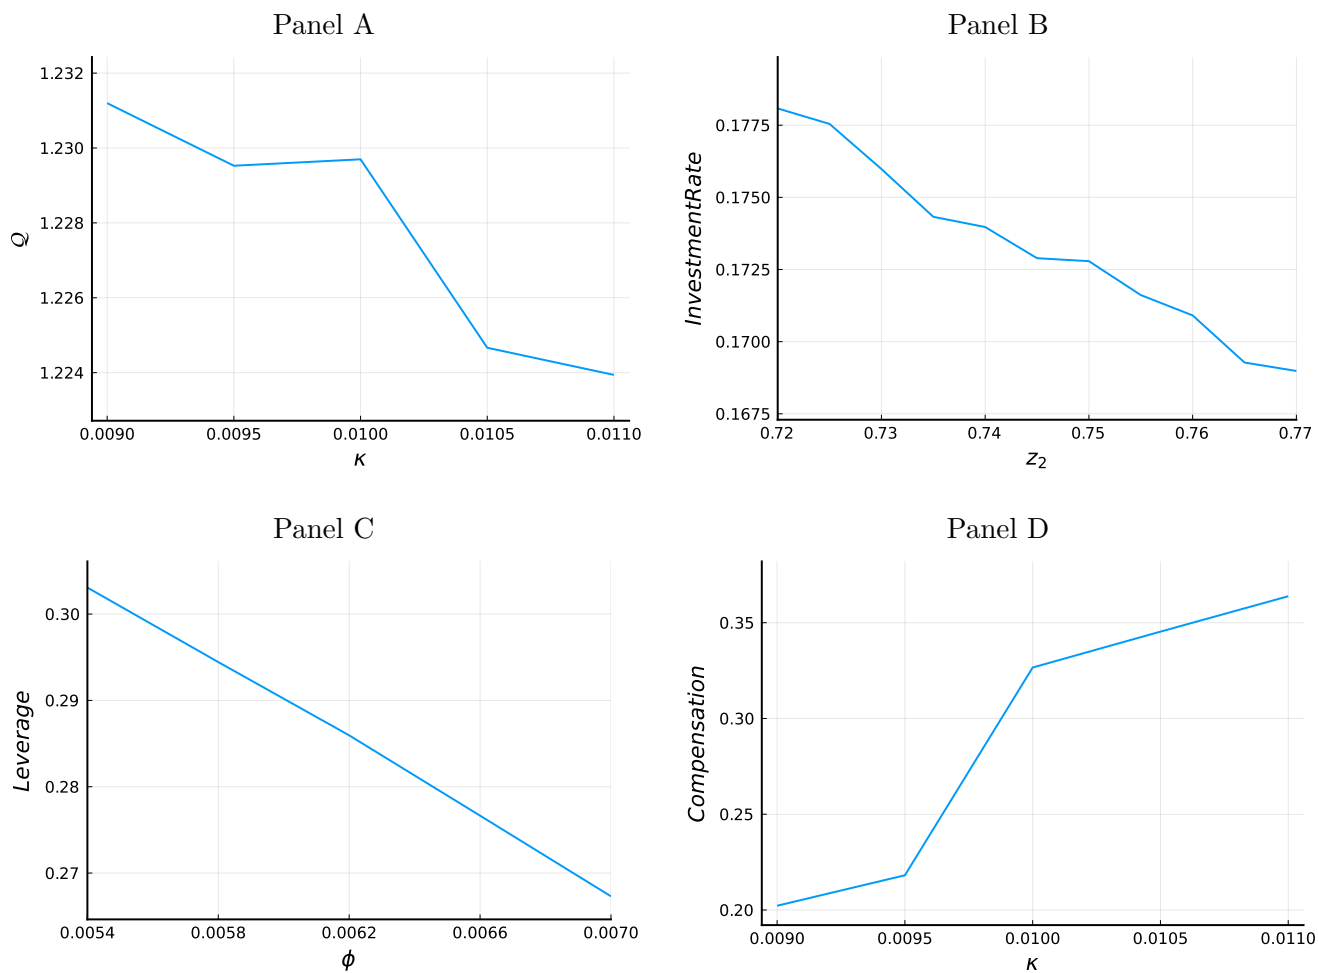 Panel A
1.232
1.230
1.228
1.226
1.224
𝒬
0.0090 0.0095 0.0100 0.0105 0.0110
κ
Panel B
0.1775
0.1750
0.1725
0.1700
0.1675
InvestmentRate
0.72 0.73 0.74 0.75 0.76 0.77
z₂
Panel C
0.30
0.29
0.28
0.27
Leverage
0.0054 0.0058 0.0062 0.0066 0.0070
ϕ
Panel D
0.35
0.30
0.25
0.20
Compensation
0.0090 0.0095 0.0100 0.0105 0.0110
κ